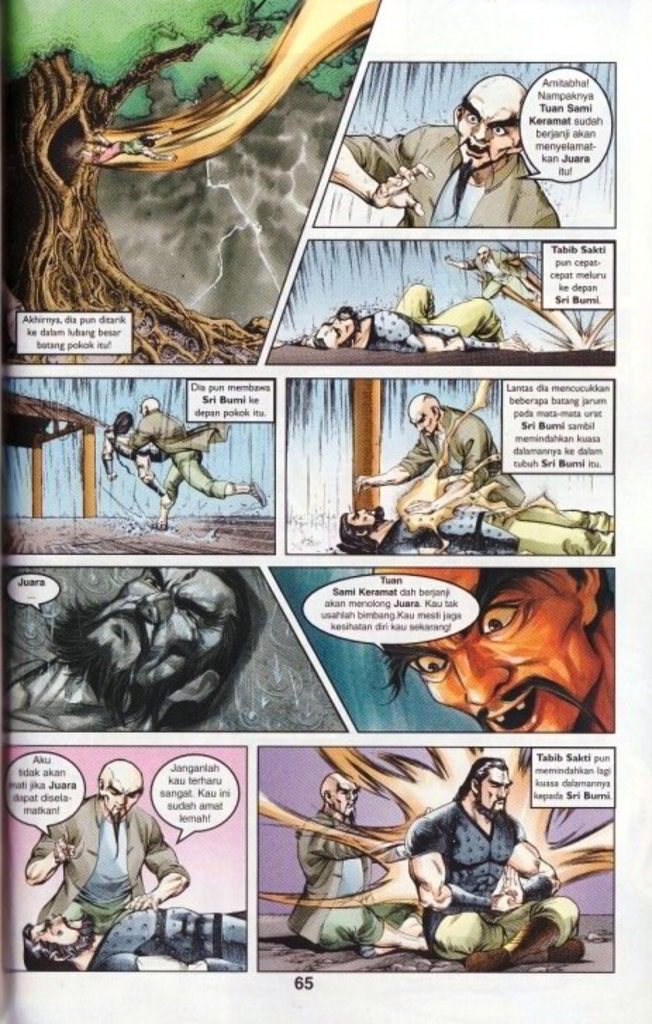 Akhirnya, dia pun ditarik
ke dalam lubang besar
batang pokok itu!
Amitabha!
Nampaknya
Tuan Sami
Keramat sudah
berjanji akan
menyelamat-
kan Juara
itu!
Tabib Sakti
pun cepat-
cepat meluru
ke depan
Sri Bumi.
Dia pun membawa
Sri Bumi ke
depan pokok itu.
Lantas dia mencucukkan
beberapa batang jarum
pada mata-mata urat
Sri Bumi sambil
memindahkan kuasa
dalamannya ke dalam
tubuh Sri Bumi itu.
Juara
...
Tuan
Sami Keramat dah berjanji
akan menolong Juara. Kau tak
usahlah bimbang.Kau mesti jaga
kesihatan diri kau sekarang!
Aku
tidak akan
mati jika Juara
dapat disela-
matkan!
Janganlah
kau terharu
sangat. Kau ini
sudah amat
lemah!
Tabib Sakti pun
memindahkan lagi
kuasa dalamannya
kepada Sri Bumi.
65